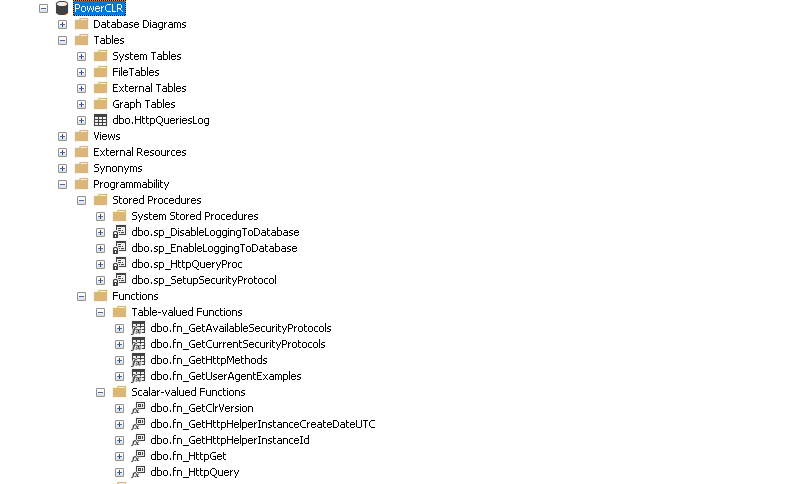 PowerCLR
Database Diagrams
Tables
System Tables
FileTables
External Tables
Graph Tables
dbo.HttpQueriesLog
Views
External Resources
Synonyms
Programmability
Stored Procedures
System Stored Procedures
dbo.sp_DisableLoggingToDatabase
dbo.sp_EnableLoggingToDatabase
dbo.sp_HttpQueryProc
dbo.sp_SetupSecurityProtocol
Functions
Table-valued Functions
dbo.fn_GetAvailableSecurityProtocols
dbo.fn_GetCurrentSecurityProtocols
dbo.fn_GetHttpMethods
dbo.fn_GetUserAgentExamples
Scalar-valued Functions
dbo.fn_GetClrVersion
dbo.fn_GetHttpHelperInstanceCreateDateUTC
dbo.fn_GetHttpHelperInstanceId
dbo.fn_HttpGet
dbo.fn_HttpQuery